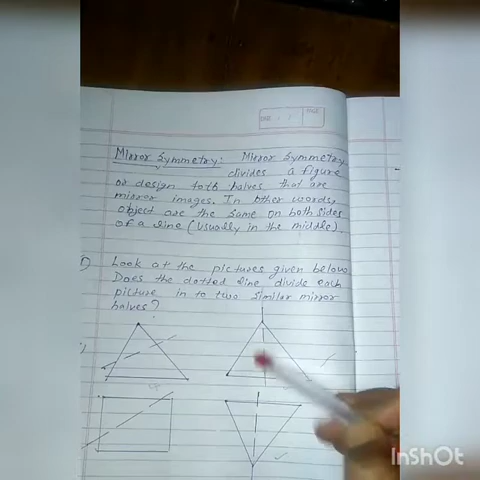 Mirror Symmetry: Mirror Symmetry
divides a figure
or design into halves that are
mirror images. In other words,
object are the same on both sides
of a line (Usually in the middle)
1) Look at the pictures given below
Does the dotted line divide each
picture in to two similar mirror
halves?
InShOt